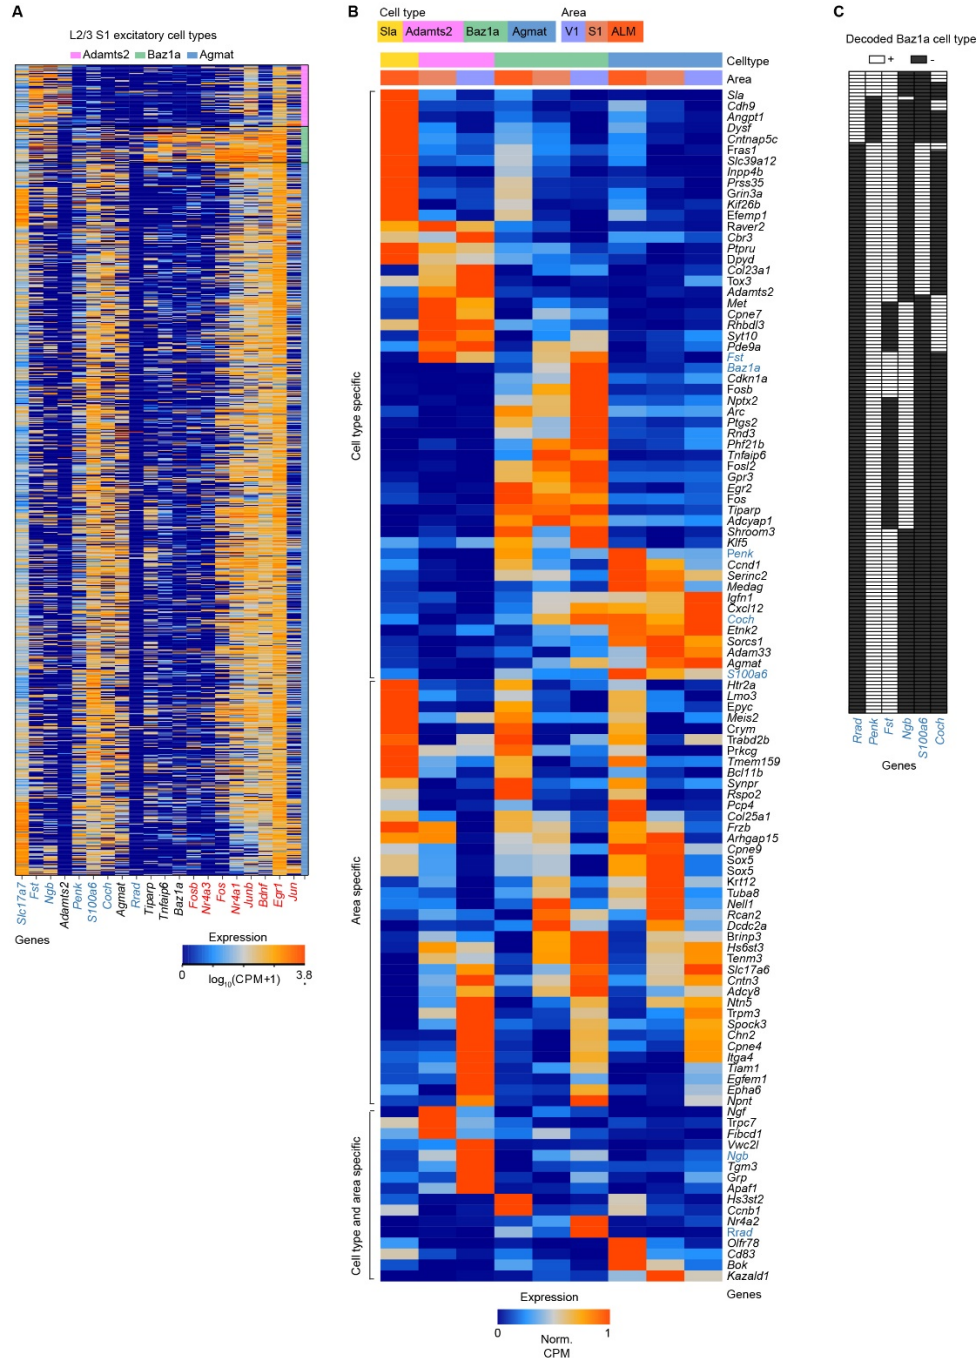 A
L2/3 S1 excitatory cell types
Adamts2 Baz1a Agmat
Slc17a7
Fst
Ngb
Adamts2
Penk
S100a6
Coch
Agmat
Rrad
Tiparp
Tnfaip6
Baz1a
Fosb
Nr4a3
Fos
Nr4a1
Junb
Bdnf
Egr1
Jun
Genes
Expression
0 3.8
log10(CPM+1)
B
Cell type Area
Sla Adamts2 Baz1a Agmat V1 S1 ALM
Celltype
Area
Cell type specific
Sla
Cdh9
Angpt1
Dysf
Cntnap5c
Fras1
Slc39a12
Inpp4b
Prss35
Grin3a
Kif26b
Efemp1
Raver2
Cbr3
Ptpru
Dpyd
Col23a1
Tox3
Adamts2
Met
Cpne7
Rhbdl3
Syt10
Pde9a
Fst
Baz1a
Cdkn1a
Fosb
Nptx2
Arc
Ptgs2
Rnd3
Phf21b
Tnfaip6
Fosl2
Gpr3
Egr2
Fos
Tiparp
Adcyap1
Shroom3
Klf5
Penk
Ccnd1
Serinc2
Medag
Igfn1
Cxcl12
Coch
Etnk2
Sorcs1
Adam33
Agmat
S100a6
Area specific
Htr2a
Lmo3
Epyc
Meis2
Crym
Trabd2b
Prkcg
Tmem159
Bcl11b
Synpr
Rspo2
Pcp4
Col25a1
Frzb
Arhgap15
Cpne9
Sox5
Sox5
Krt12
Tuba8
Nell1
Rcan2
Dcdc2a
Brinp3
Hs6st3
Tenm3
Slc17a6
Cntn3
Adcy8
Ntn5
Trpm3
Spock3
Chn2
Cpne4
Itga4
Tiam1
Egfem1
Epha6
Npnt
Cell type and area specific
Ngf
Trpc7
Fibcd1
Vwc2l
Ngb
Tgm3
Grp
Apaf1
Hs3st2
Ccnb1
Nr4a2
Rrad
Olfr78
Cd83
Bok
Kazald1
Genes
Expression
0 1
Norm.
CPM
C
Decoded Baz1a cell type
+ -
Rrad
Penk
Fst
Ngb
S100a6
Coch
Genes